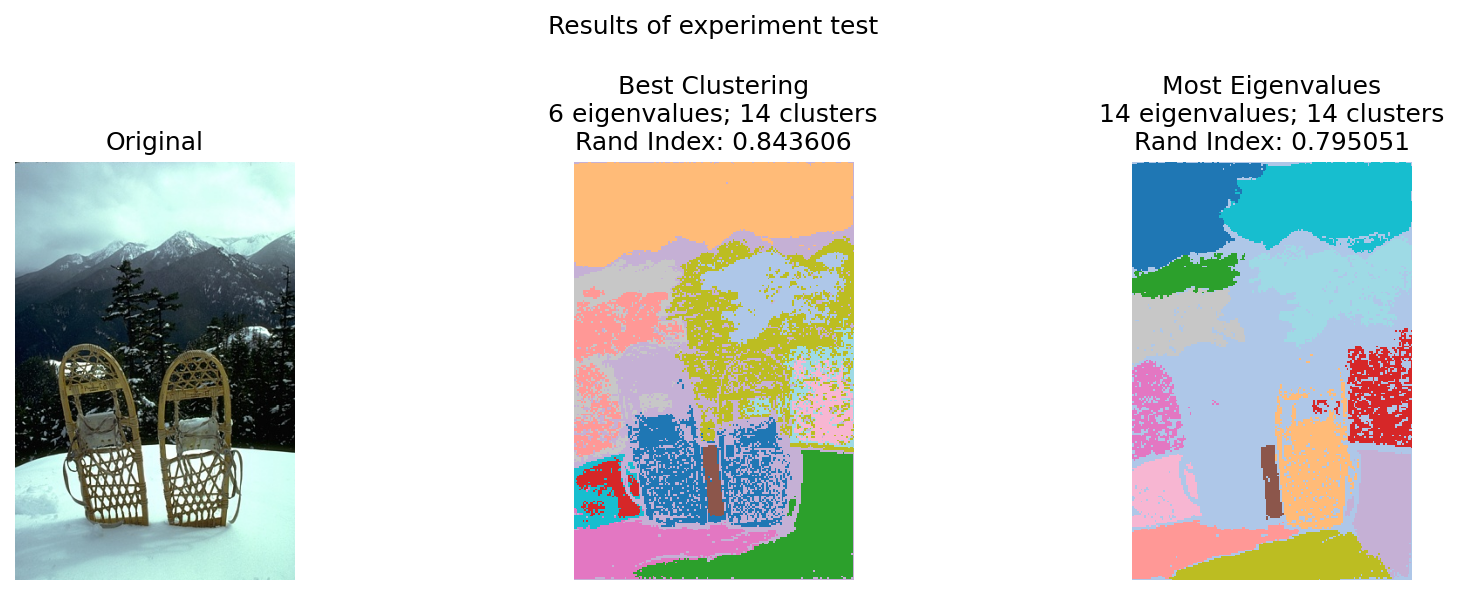 Results of experiment test
Original
Best Clustering
6 eigenvalues; 14 clusters
Rand Index: 0.843606
Most Eigenvalues
14 eigenvalues; 14 clusters
Rand Index: 0.795051